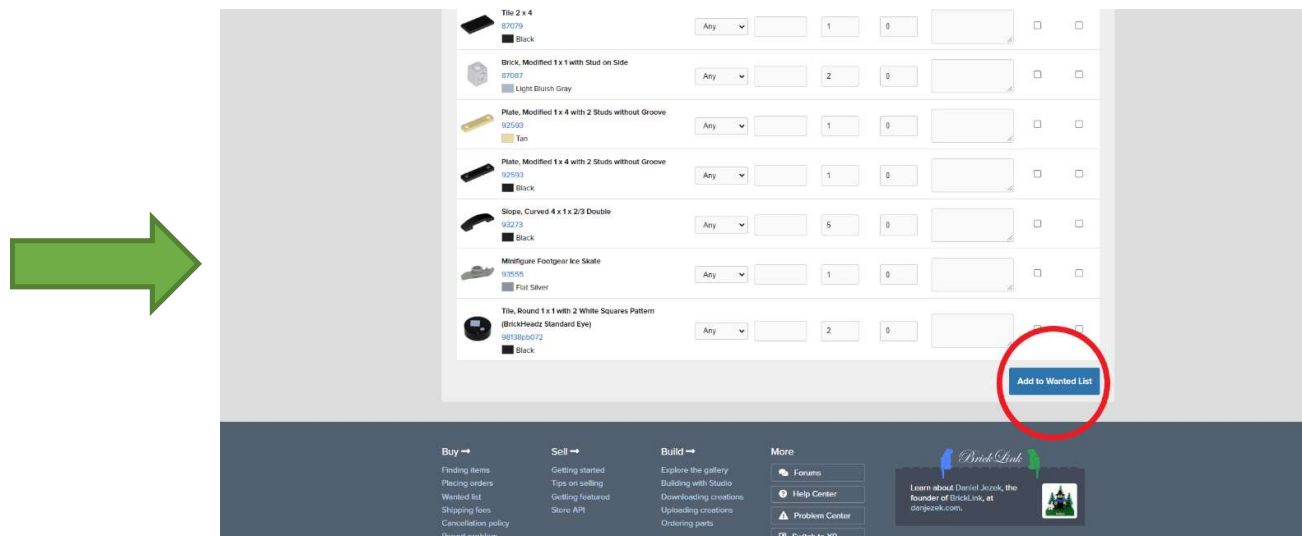 Tile 2 x 4
87079
Black
Any 1 0
Brick, Modified 1 x 1 with Stud on Side
87087
Light Bluish Gray
Any 2 0
Plate, Modified 1 x 4 with 2 Studs without Groove
92593
Tan
Any 1 0
Plate, Modified 1 x 4 with 2 Studs without Groove
92593
Black
Any 1 0
Slope, Curved 4 x 1 x 2/3 Double
93273
Black
Any 5 0
Minifigure Footgear Ice Skate
93555
Flat Silver
Any 1 0
Tile, Round 1 x 1 with 2 White Squares Pattern
(BrickHeadz Standard Eye)
98138pb072
Black
Any 2 0
Add to Wanted List
Buy → Sell → Build → More
Finding items Getting started Explore the gallery Forums
Placing orders Tips on selling Building with Studio
Wanted list Getting featured Downloading creations Help Center
Shipping fees Store API Uploading creations
Cancellation policy Ordering parts Problem Center
BrickLink
Learn about Daniel Jezek, the
founder of BrickLink, at
danjezek.com.